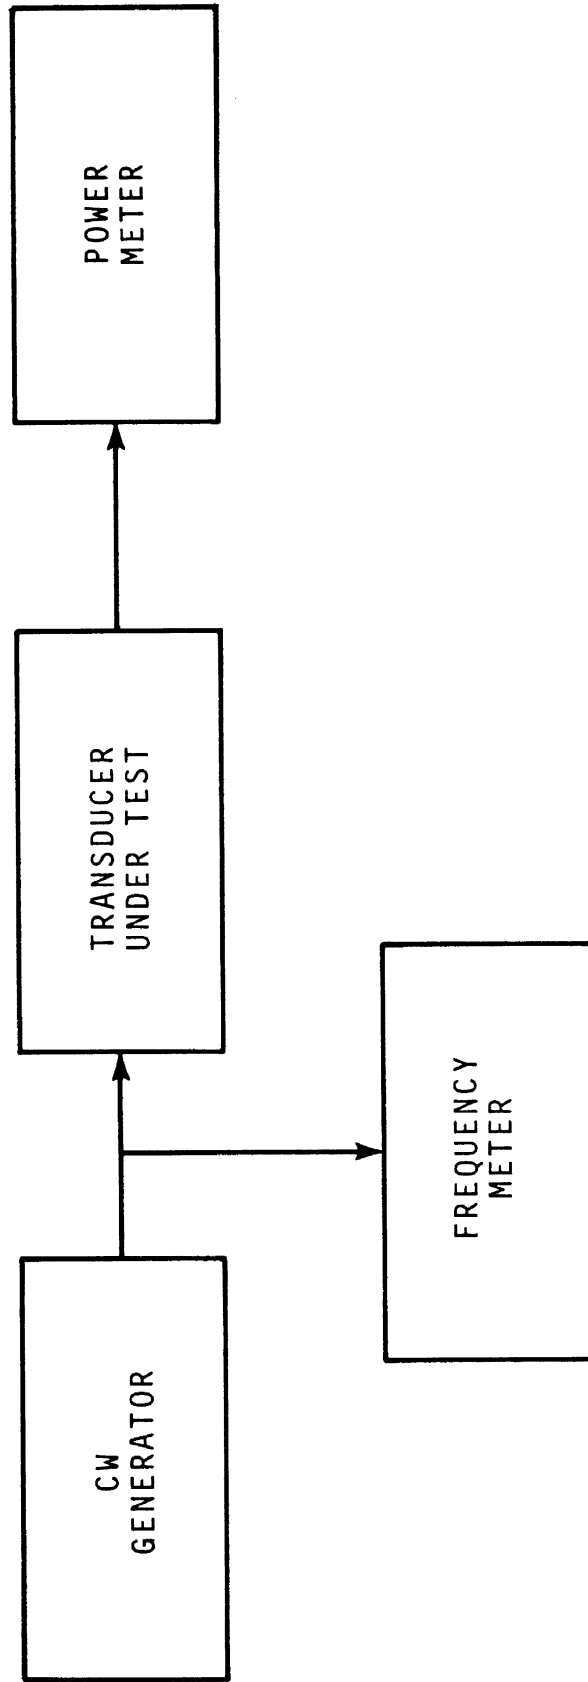 CW
GENERATOR
TRANSDUCER
UNDER TEST
POWER
METER
FREQUENCY
METER